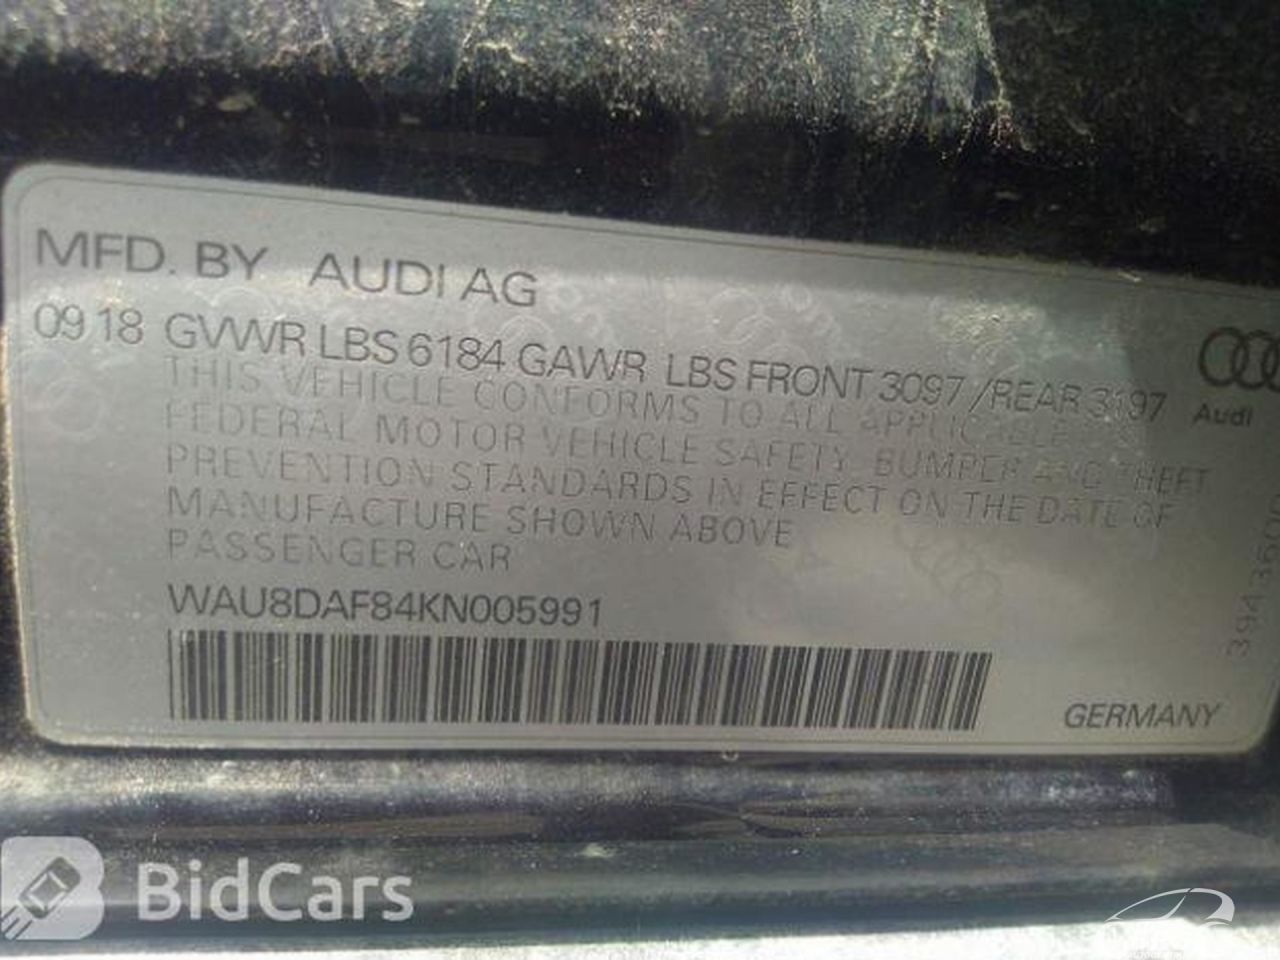 MFD. BY AUDI AG
09 18 GVWR LBS 6184 GAWR LBS FRONT 3097 /REAR 3197
THIS VEHICLE CONFORMS TO ALL APPLICABLE
FEDERAL MOTOR VEHICLE SAFETY, BUMPER AND THEFT
PREVENTION STANDARDS IN EFFECT ON THE DATE OF
MANUFACTURE SHOWN ABOVE
PASSENGER CAR
WAU8DAF84KN005991
Audi
GERMANY
BidCars